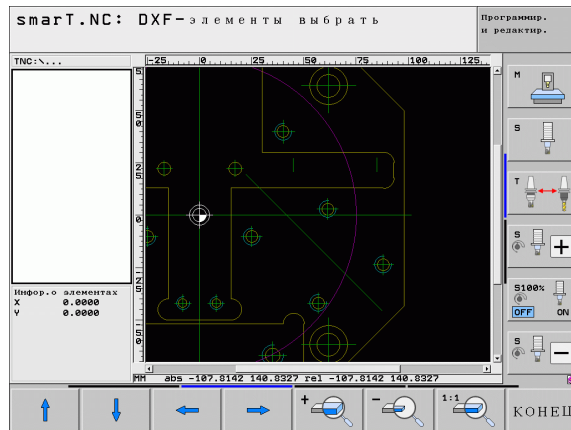 smarT.NC: DXF-элементы выбрать
Программир.
и редактир.
TNC:\...
-25 0 25 50 75 100 125
M
S
T
S
S100%
OFF ON
S
Инфор.о элементах
X 0.0000
Y 0.0000
MM abs -107.8142 140.8327 rel -107.8142 140.8327
+
-
1:1
КОНЕЦ